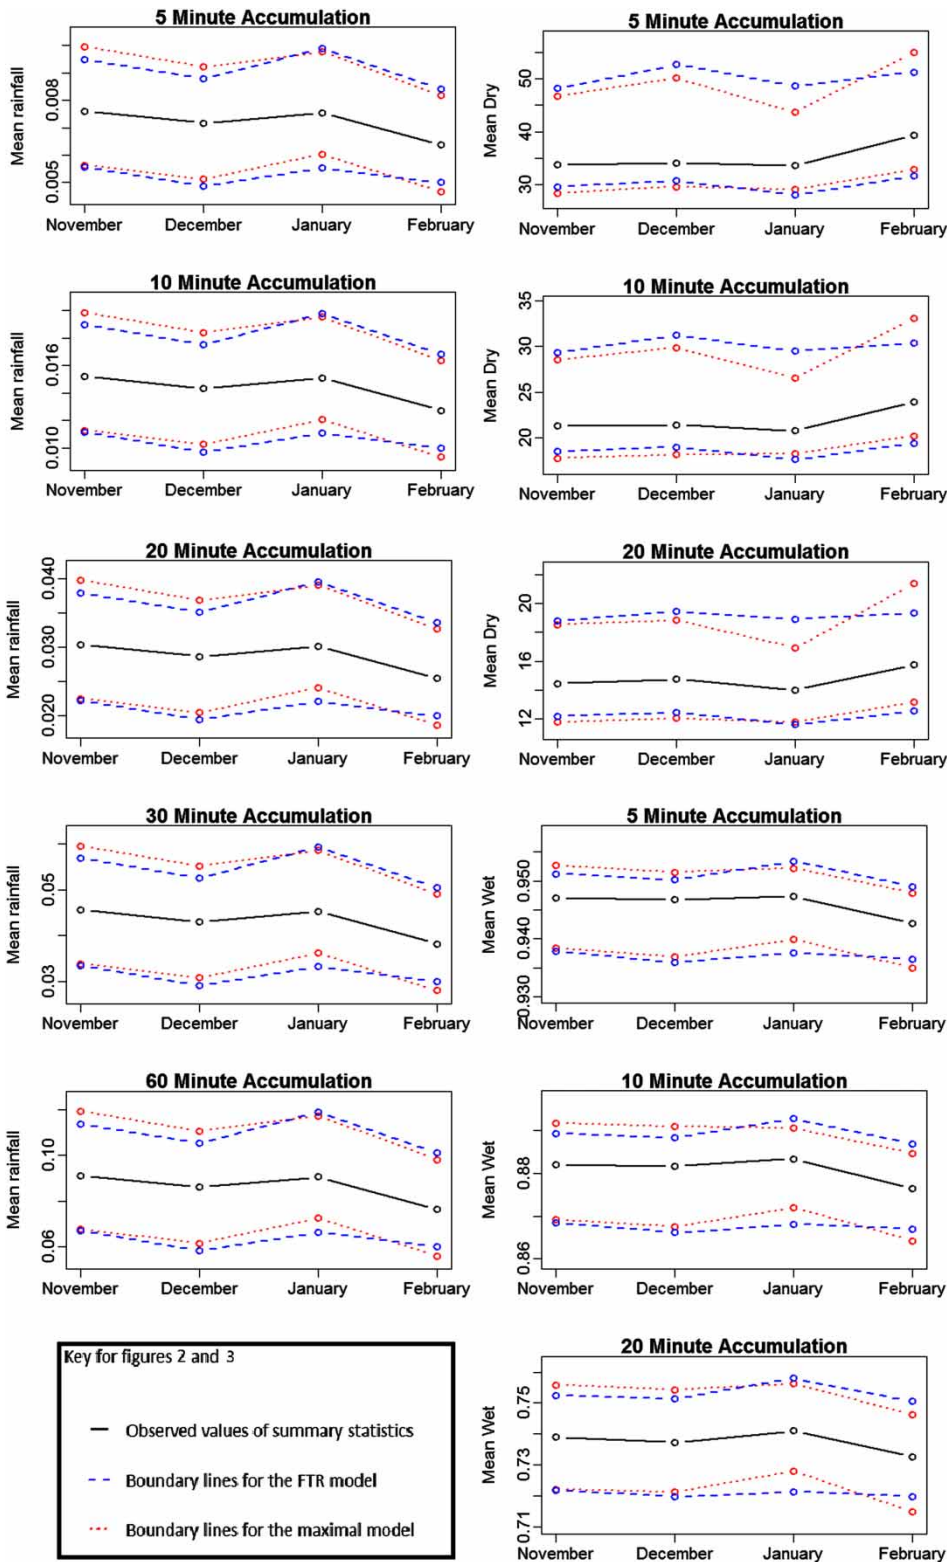 5 Minute Accumulation
Mean rainfall
0.008
0.005
November December January February
5 Minute Accumulation
Mean Dry
50
40
30
November December January February
10 Minute Accumulation
Mean rainfall
0.016
0.010
November December January February
10 Minute Accumulation
Mean Dry
35
30
25
20
November December January February
20 Minute Accumulation
Mean rainfall
0.040
0.030
0.020
November December January February
20 Minute Accumulation
Mean Dry
20
16
12
November December January February
30 Minute Accumulation
Mean rainfall
0.05
0.03
November December January February
5 Minute Accumulation
Mean Wet
0.950
0.940
0.930
November December January February
60 Minute Accumulation
Mean rainfall
0.10
0.06
November December January February
10 Minute Accumulation
Mean Wet
0.88
0.86
November December January February
Key for figures 2 and 3
Observed values of summary statistics
Boundary lines for the FTR model
Boundary lines for the maximal model
20 Minute Accumulation
Mean Wet
0.75
0.73
0.71
November December January February